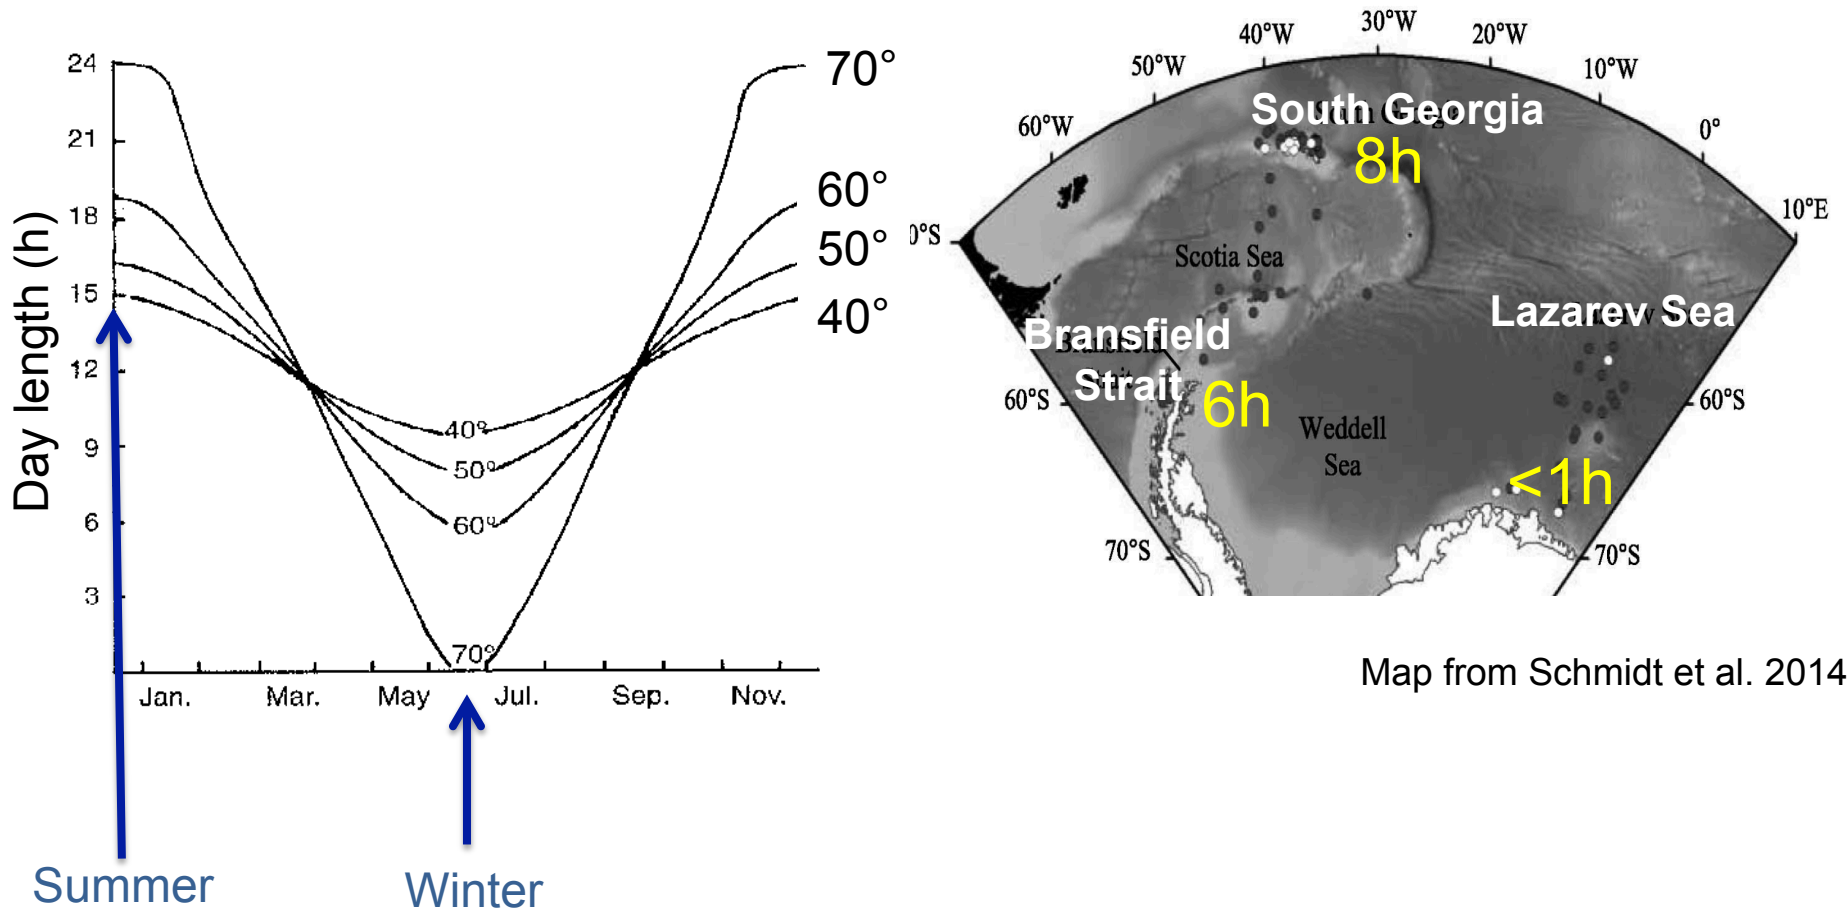 Day length (h)
24
21
18
15
12
9
6
3
70°
60°
50°
40°
40°
50°
60°
70°
Jan.
Mar.
May
Jul.
Sep.
Nov.
Summer
Winter
60°W
50°W
40°W
30°W
20°W
10°W
0°
10°E
0°S
South Georgia
8h
Scotia Sea
Lazarev Sea
Bransfield
Bransfield
Strait
6h
60°S
60°S
Weddell
Sea
<1h
70°S
70°S
Map from Schmidt et al. 2014